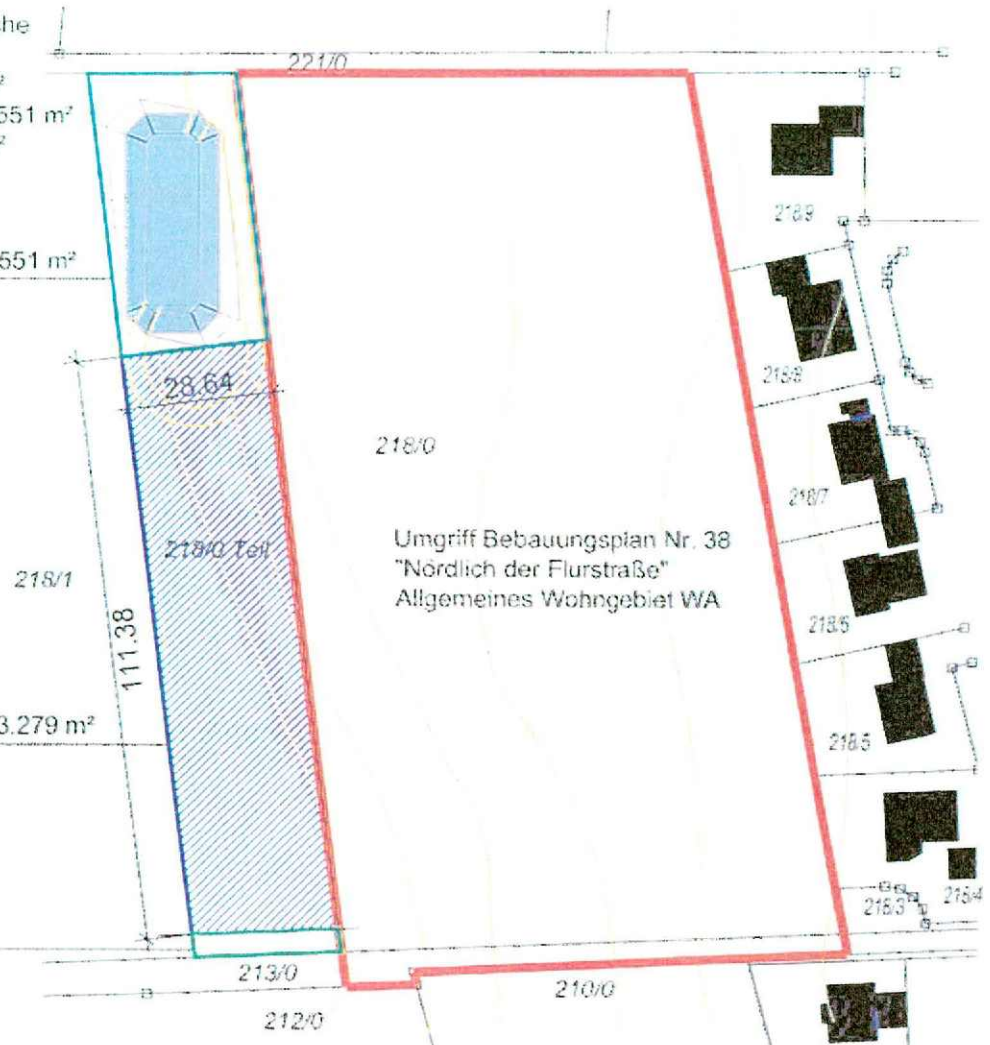 221/0
551 m²
218/9
551 m²
218/8
28.64
218/0
218/7
Umgriff Bebauungsplan Nr. 38
"Nördlich der Flurstraße"
Allgemeines Wohngebiet WA
218/0 Teil
218/1
111.38
218/6
3.279 m²
218/5
218/3
218/4
213/0
210/0
212/0